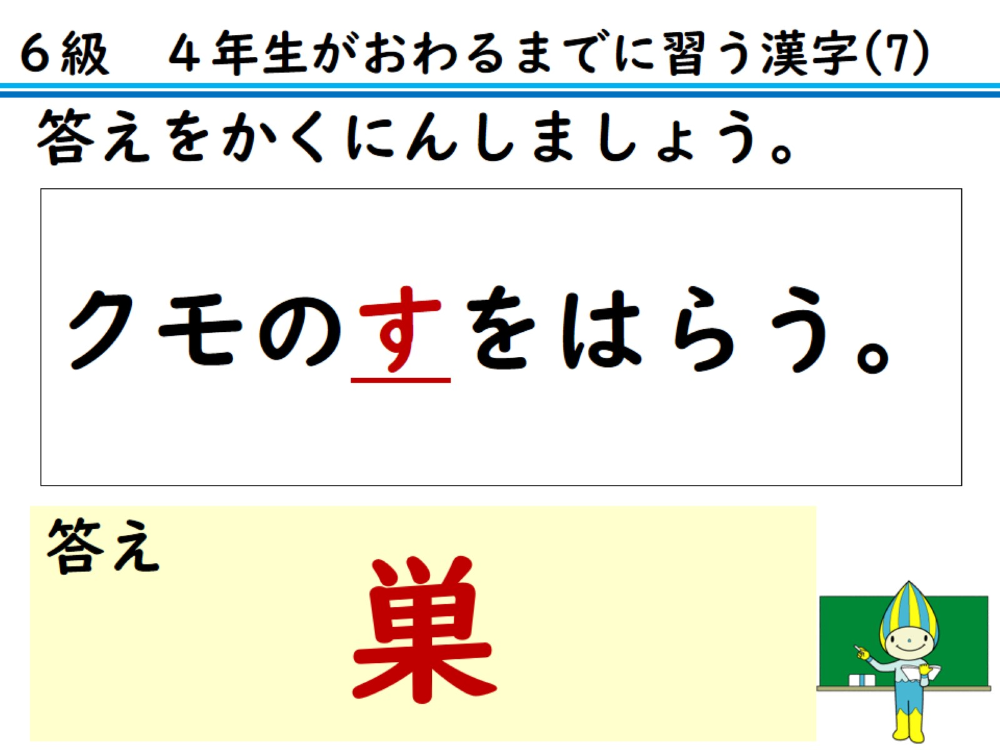 ６級　４年生がおわるまでに習う漢字(7)
答えをかくにんしましょう。
クモのすをはらう。
答え
巣